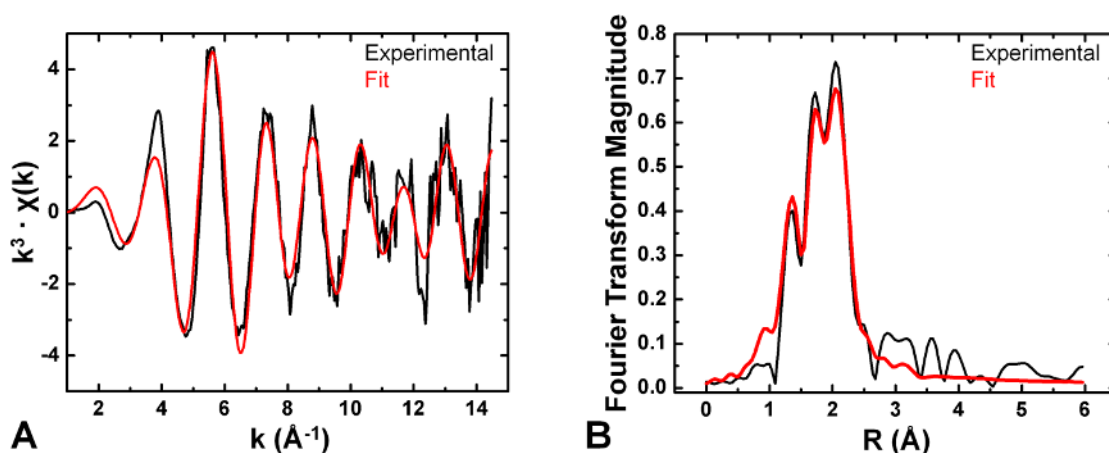 Experimental
Fit
4
2
0
-2
-4
k³ · χ(k)
2 4 6 8 10 12 14
k (Å⁻¹)
A
Experimental
Fit
0.8
0.7
0.6
0.5
0.4
0.3
0.2
0.1
0.0
Fourier Transform Magnitude
0 1 2 3 4 5 6
R (Å)
B